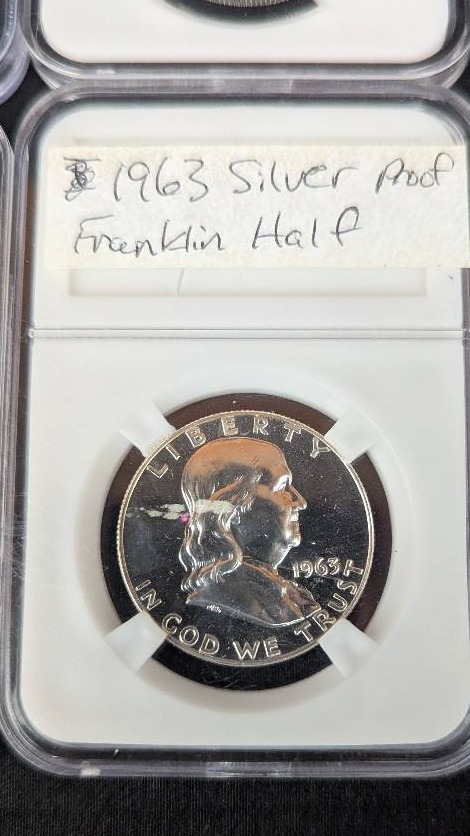 1963 Silver Proof
Franklin Half
LIBERTY
1963
IN GOD WE TRUST